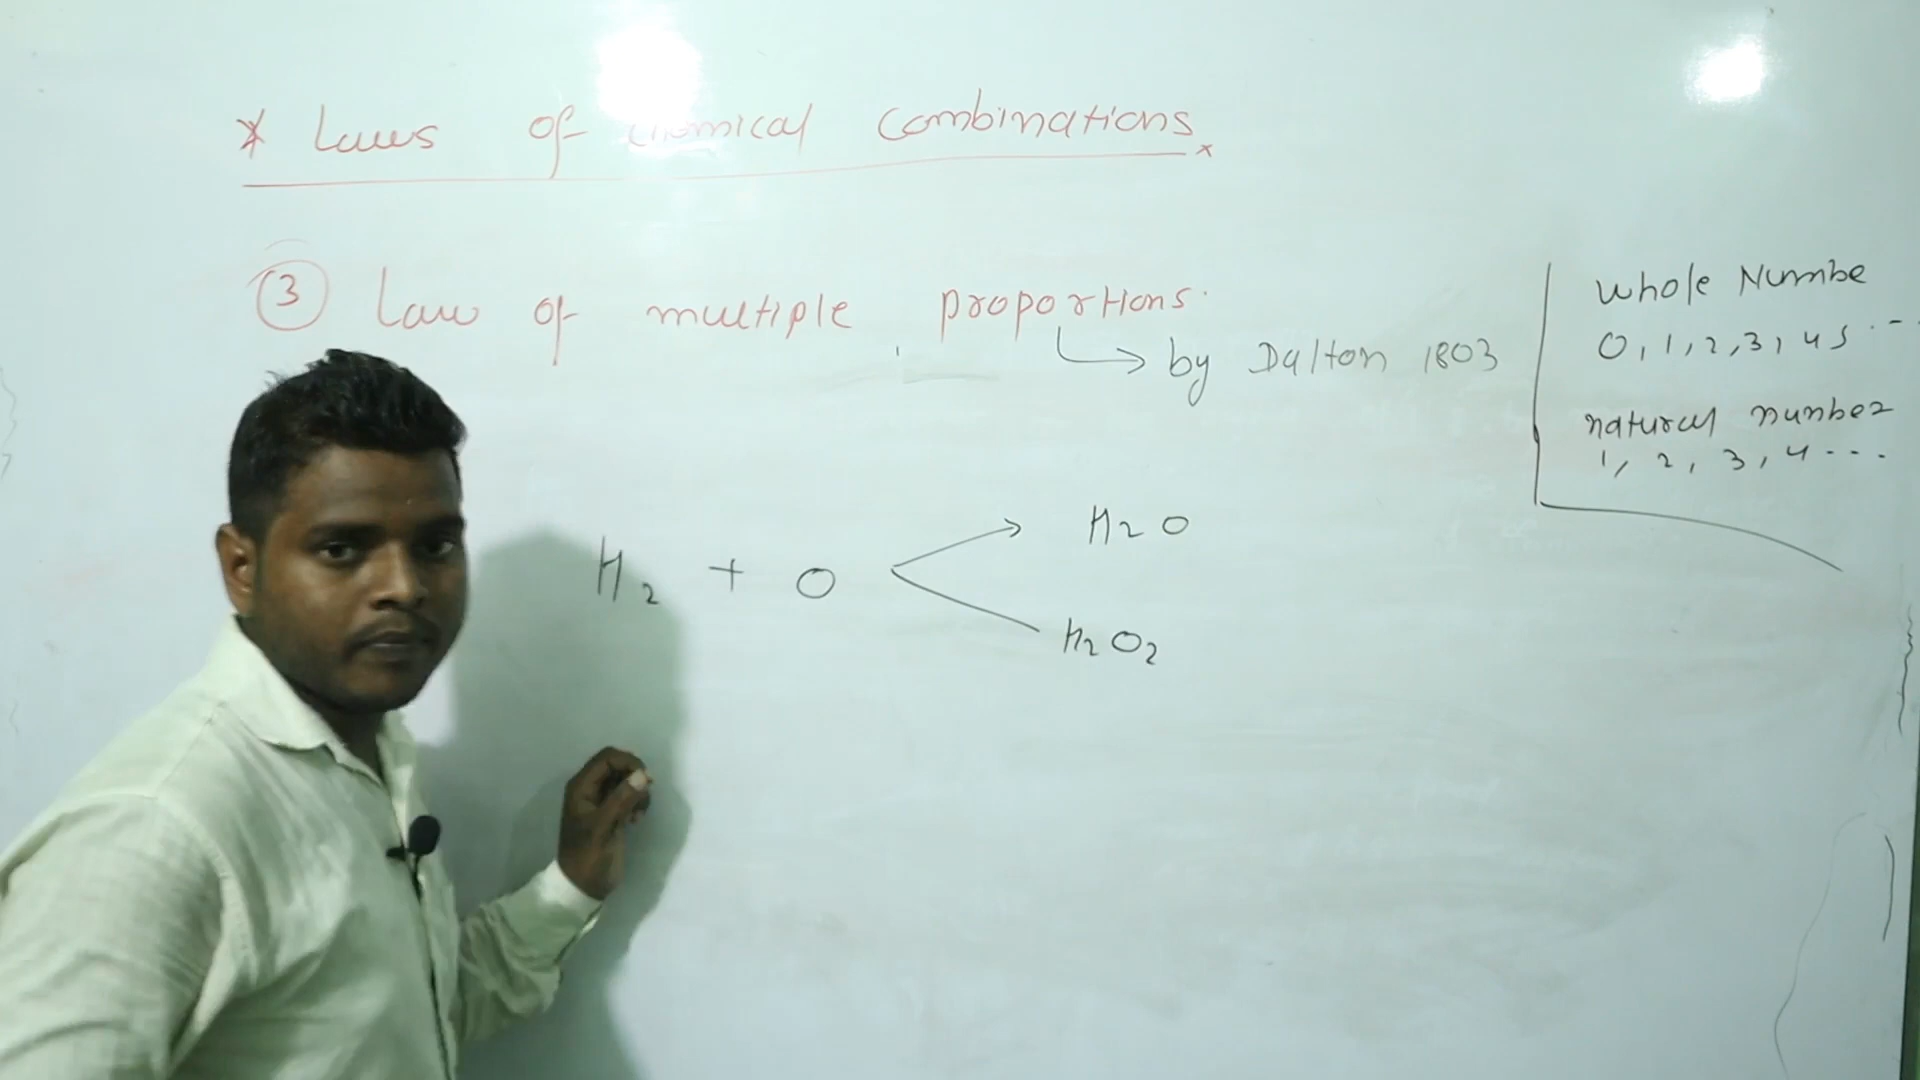 * Laws of chemical Combinations
3 Law of multiple proportions.
by Dalton 1803
H2 + O
H2O
H2O2
whole Numbe
0, 1, 2, 3, 4 5 . - -
natural number
1, 2, 3, 4 - - -